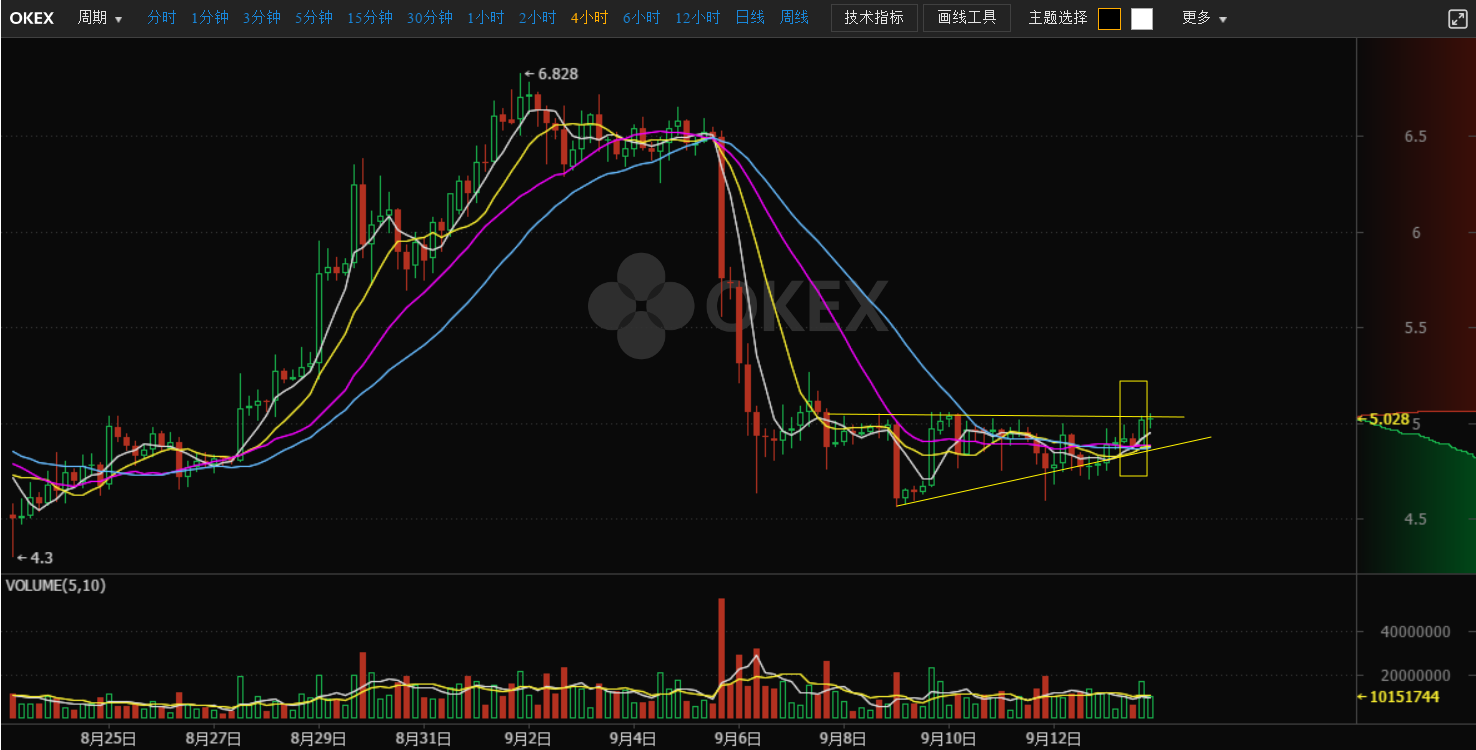 OKEX 周期 分时 1分钟 3分钟 5分钟 15分钟 30分钟 1小时 2小时 4小时 6小时 12小时 日线 周线 技术指标 画线工具 主题选择 更多
←6.828
6.5
6
OKEX
5.5
←5.028 5
4.5
←4.3
VOLUME(5,10)
40000000
20000000
←10151744
8月25日 8月27日 8月29日 8月31日 9月2日 9月4日 9月6日 9月8日 9月10日 9月12日